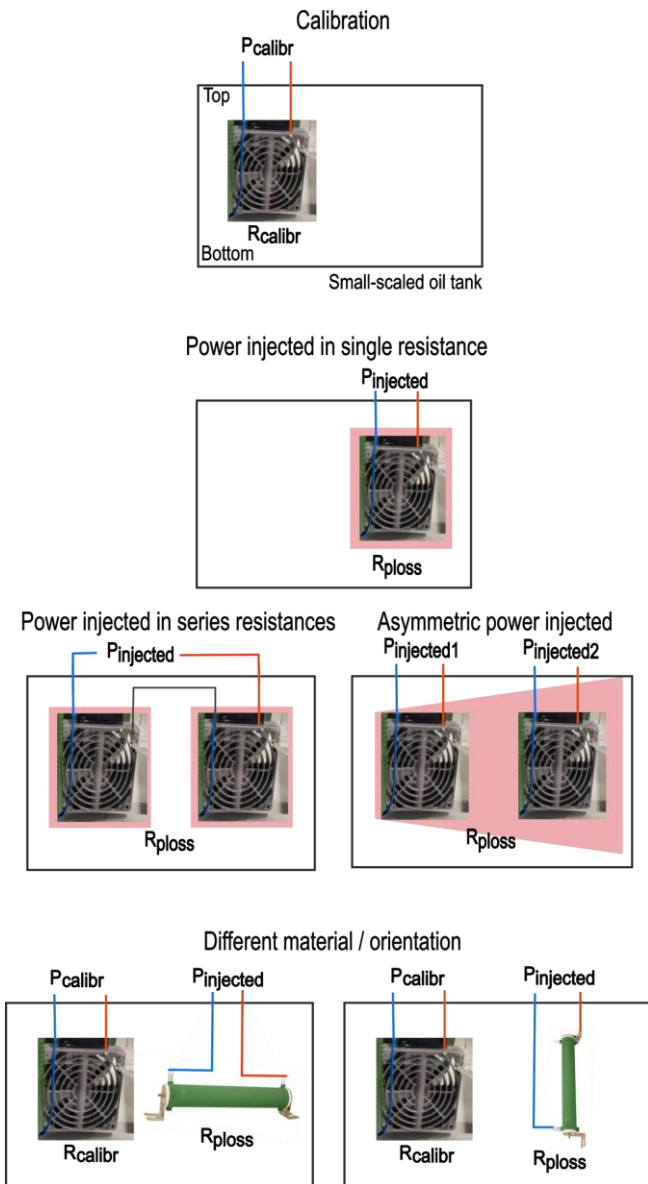 Calibration
Pcalibr
Top
Rcalibr
Bottom
Small-scaled oil tank
Power injected in single resistance
Pinjected
Rploss
Power injected in series resistances
Pinjected
Rploss
Asymmetric power injected
Pinjected1
Pinjected2
Rploss
Different material / orientation
Pcalibr
Pinjected
Rcalibr
Rploss
Pcalibr
Pinjected
Rcalibr
Rploss